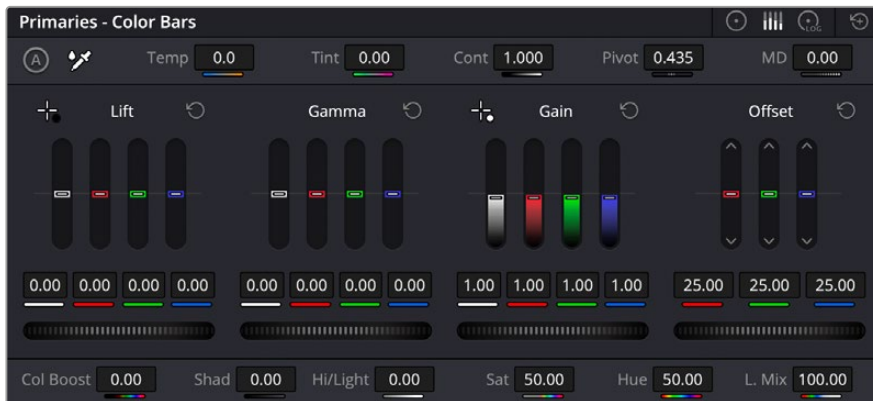 Primaries - Color Bars LOG
A Temp 0.0 Tint 0.00 Cont 1.000 Pivot 0.435 MD 0.00
Lift Gamma Gain Offset
0.00 0.00 0.00 0.00 0.00 0.00 0.00 0.00 1.00 1.00 1.00 1.00 25.00 25.00 25.00
Col Boost 0.00 Shad 0.00 Hi/Light 0.00 Sat 50.00 Hue 50.00 L. Mix 100.00